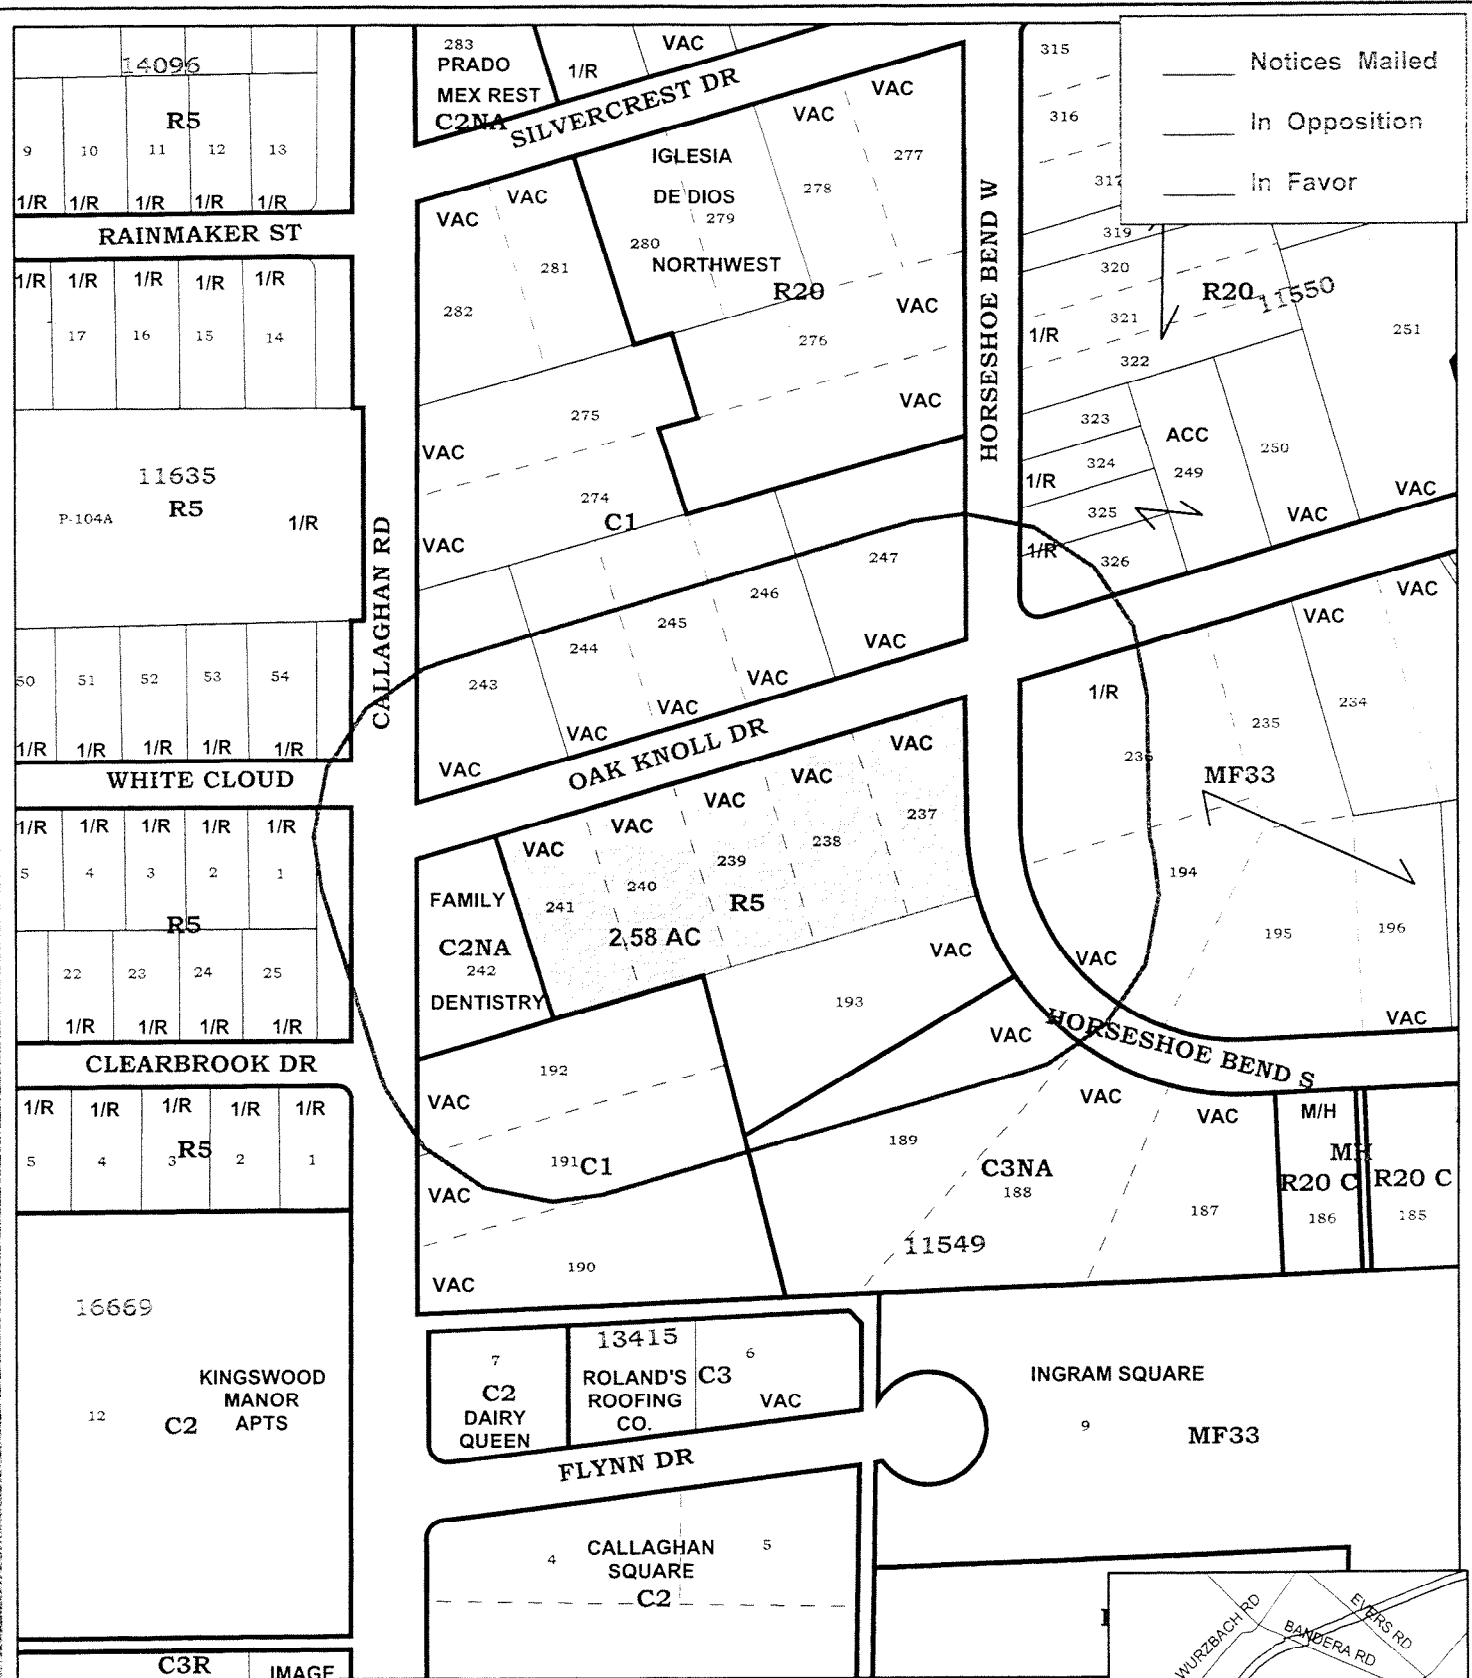 Notices Mailed
In Opposition
In Favor
14096
R5
9 10 11 12 13
1/R 1/R 1/R 1/R 1/R
RAINMAKER ST
1/R 1/R 1/R 1/R 1/R
17 16 15 14
11635
R5
P-104A
1/R
50 51 52 53 54
1/R 1/R 1/R 1/R 1/R
WHITE CLOUD
1/R 1/R 1/R 1/R 1/R
5 4 3 2 1
R5
22 23 24 25
1/R 1/R 1/R 1/R
CLEARBROOK DR
1/R 1/R 1/R 1/R 1/R
R5
5 4 3 2 1
16669
KINGSWOOD
MANOR
APTS
12
C2
C3R
IMAGE
CALLAGHAN RD
283
PRADO
MEX REST
C2NA
1/R
VAC
SILVERCREST DR
VAC
VAC
282
281
IGLESIA
DE DIOS
279
280
NORTHWEST
R20
VAC
VAC
278
277
VAC
276
VAC
275
VAC
274
C1
VAC
243
244
245
246
247
VAC
VAC
VAC
VAC
VAC
OAK KNOLL DR
HORSESHOE BEND W
315
316
317
319
320
R20
11550
321
322
1/R
251
323
324
325
326
1/R
1/R
ACC
249
250
VAC
VAC
VAC
VAC
1/R
236
235
234
MF33
194
195
196
VAC
VAC
FAMILY
C2NA
242
DENTISTRY
VAC
VAC
VAC
VAC
VAC
241
240
239
238
237
R5
2.58 AC
VAC
193
VAC
HORSESHOE BEND S
192
VAC
191
C1
VAC
190
VAC
189
VAC
VAC
C3NA
188
187
11549
M/H
MH
R20 C
R20 C
186
185
13415
7
C2
DAIRY
QUEEN
ROLAND'S
ROOFING
CO.
C3
6
VAC
FLYNN DR
INGRAM SQUARE
9
MF33
CALLAGHAN
SQUARE
C2
4
5
WURZBACH RD
EVERS RD
BANDERA RD